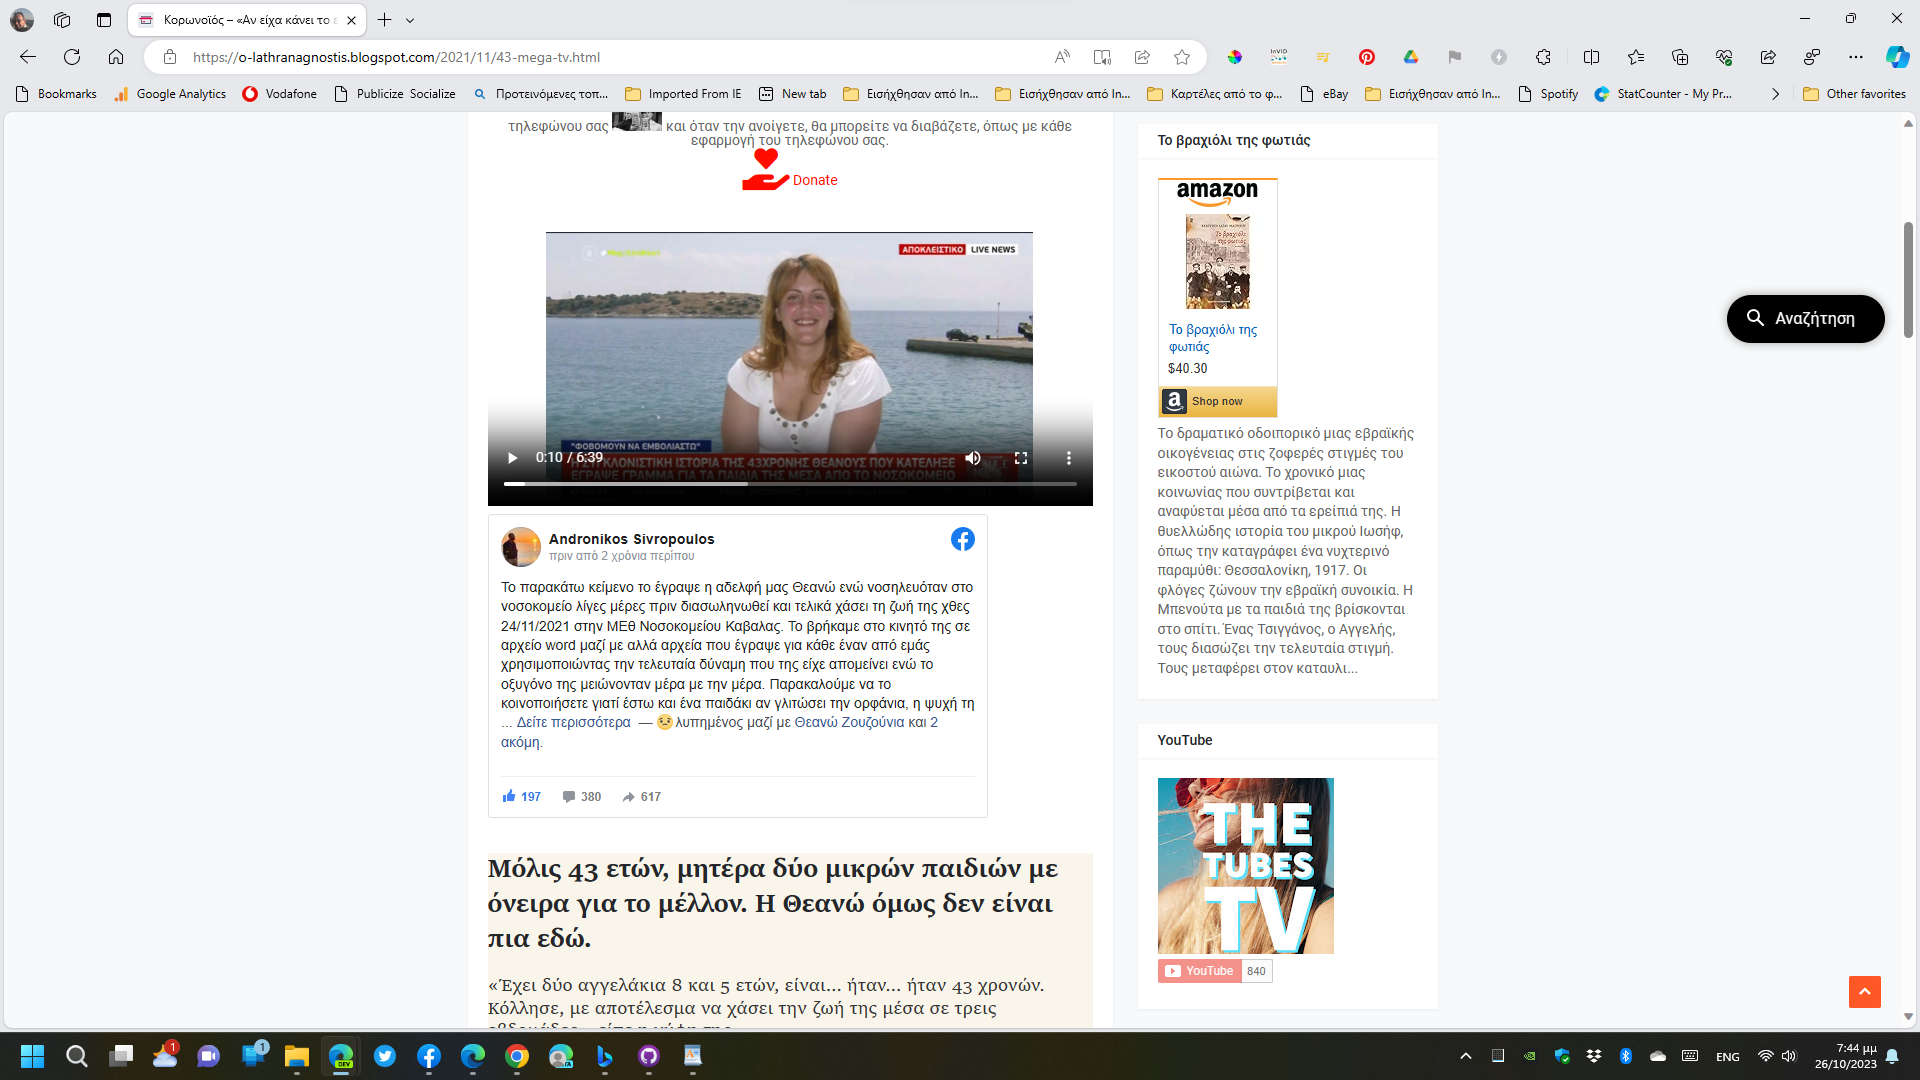 Κορωνοϊός – «Αν είχα κάνει το ε
https://o-lathranagnostis.blogspot.com/2021/11/43-mega-tv.html
Bookmarks
Google Analytics
Vodafone
Publicize Socialize
Προτεινόμενες τοπ...
Imported From IE
New tab
Εισήχθησαν από In...
Εισήχθησαν από In...
Καρτέλες από το φ...
eBay
Εισήχθησαν από In...
Spotify
StatCounter - My Pr...
Other favorites
τηλεφώνου σας και όταν την ανοίγετε, θα μπορείτε να διαβάζετε, όπως με κάθε
εφαρμογή του τηλεφώνου σας.
Donate
ΑΠΟΚΛΕΙΣΤΙΚΟ LIVE NEWS
"ΦΟΒΟΜΟΥΝ ΝΑ ΕΜΒΟΛΙΑΣΤΩ"
0:10 / 6:39
ΙΣΤΟΡΙΑ ΤΗΣ 43ΧΡΟΝΗΣ ΘΕΑΝΟΥΣ ΠΟΥ ΚΑΤΕΛΗΞΕ
ΕΓΡΑΨΕ ΓΡΑΜΜΑ ΓΙΑ ΤΑ ΠΑΙΔΙΑ ΤΗΣ ΜΕΣΑ ΑΠΟ ΤΟ ΝΟΣΟΚΟΜΕΙΟ
Andronikos Sivropoulos
πριν από 2 χρόνια περίπου
Το παρακάτω κείμενο το έγραψε η αδελφή μας Θεανώ ενώ νοσηλευόταν στο
νοσοκομείο λίγες μέρες πριν διασωληνωθεί και τελικά χάσει τη ζωή της χθες
24/11/2021 στην ΜΕΘ Νοσοκομείου Καβαλας. Το βρήκαμε στο κινητό της σε
αρχείο word μαζί με αλλά αρχεία που έγραψε για κάθε έναν από εμάς
χρησιμοποιώντας την τελευταία δύναμη που της είχε απομείνει ενώ το
οξυγόνο της μειώνονταν μέρα με την μέρα. Παρακαλούμε να το
κοινοποιήσετε γιατί έστω και ένα παιδάκι αν γλιτώσει την ορφάνια, η ψυχή τη
... Δείτε περισσότερα — λυπημένος μαζί με Θεανώ Ζουζούνια και 2
ακόμη.
197 380 617
Μόλις 43 ετών, μητέρα δύο μικρών παιδιών με
όνειρα για το μέλλον. Η Θεανώ όμως δεν είναι
πια εδώ.
«Έχει δύο αγγελάκια 8 και 5 ετών, είναι... ήταν... ήταν 43 χρονών.
Κόλλησε, με αποτέλεσμα να χάσει την ζωή της μέσα σε τρεις
Το βραχιόλι της φωτιάς
amazon
Το βραχιόλι
της φωτιάς
Το βραχιόλι της
φωτιάς
$40.30
Shop now
Το δραματικό οδοιπορικό μιας εβραϊκής
οικογένειας στις ζοφερές στιγμές του
εικοστού αιώνα. Το χρονικό μιας
κοινωνίας που συντρίβεται και
αναφύεται μέσα από τα ερείπιά της. Η
θυελλώδης ιστορία του μικρού Ιωσήφ,
όπως την καταγράφει ένα νυχτερινό
παραμύθι: Θεσσαλονίκη, 1917. Οι
φλόγες ζώνουν την εβραϊκή συνοικία. Η
Μπενούτα με τα παιδιά της βρίσκονται
στο σπίτι. Ένας Τσιγγάνος, ο Αγγελής,
τους διασώζει την τελευταία στιγμή.
Τους μεταφέρει στον καταυλι...
YouTube
THE
TUBES
TV
YouTube 840
Αναζήτηση
1
1
DEV
ENG
7:44 μμ
26/10/2023